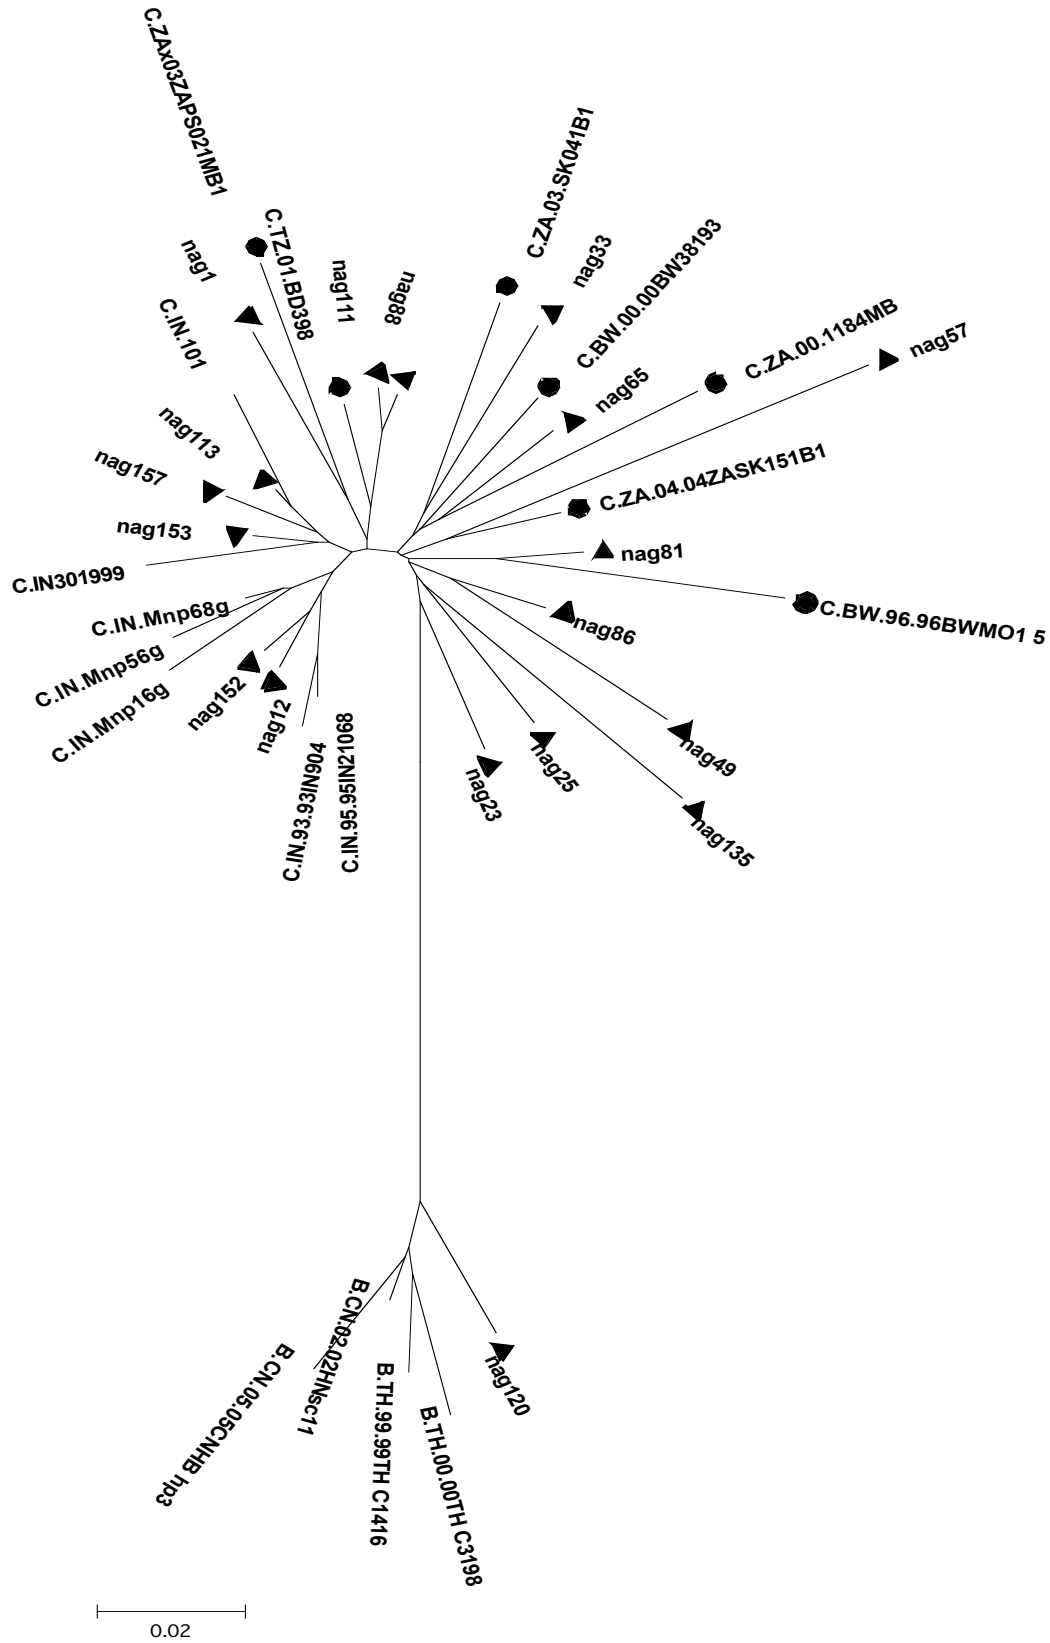 C.ZAx03ZAPS021MB1
C.TZ.01.BD398
nag1
C.IN.101
nag111
nag88
C.ZA.03.SK041B1
nag33
C.BW.00.00BW38193
nag65
C.ZA.00.1184MB
nag57
nag113
nag157
nag153
C.IN301999
C.ZA.04.04ZASK151B1
nag81
C.BW.96.96BWMO1 5
C.IN.Mnp68g
C.IN.Mnp56g
C.IN.Mnp16g
nag152
nag12
C.IN.93.93IN904
C.IN.95.95IN21068
nag86
nag49
nag25
nag23
nag135
B.CN.05.05CNHB hp3
B.CN.02.02HNsc11
B.TH.99.99TH C1416
B.TH.00.00TH C3198
nag120
0.02